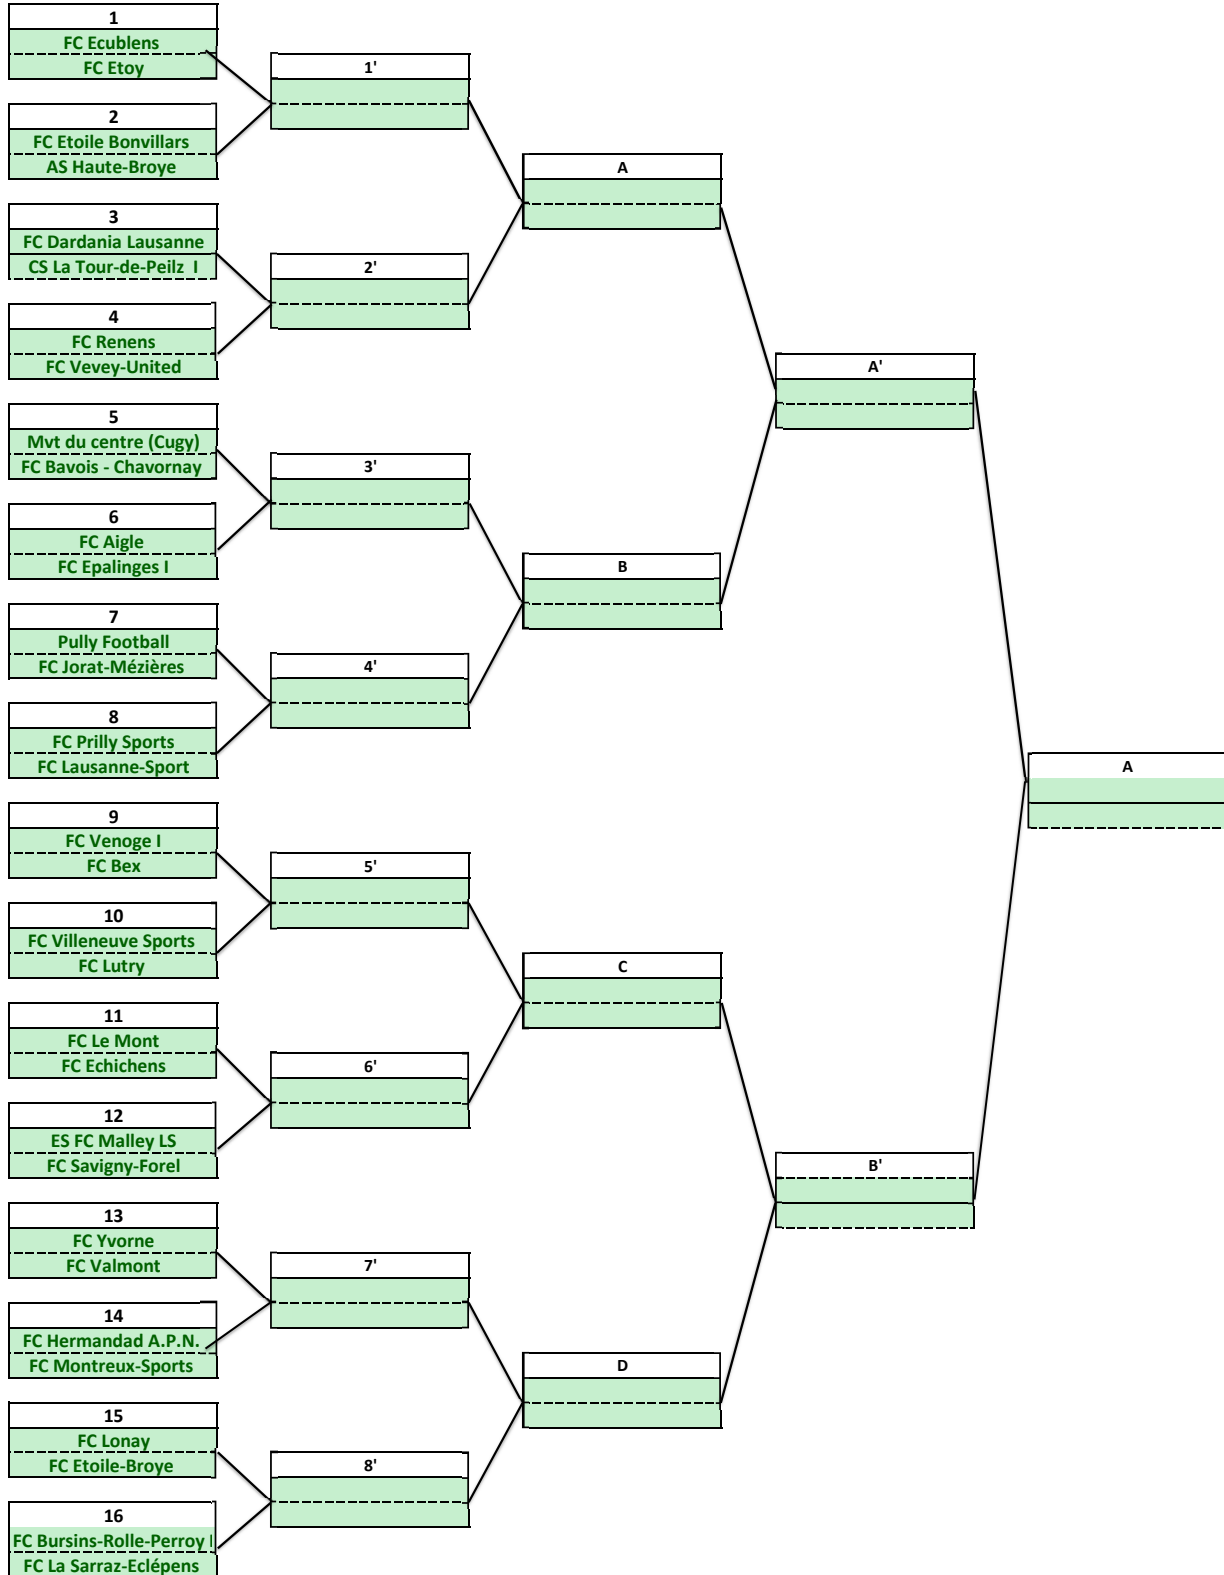 1
FC Ecublens
FC Etoy
2
FC Etoile Bonvillars
AS Haute-Broye
3
FC Dardania Lausanne
CS La Tour-de-Peilz I
4
FC Renens
FC Vevey-United
5
Mvt du centre (Cugy)
FC Bavois - Chavornay
6
FC Aigle
FC Epalinges I
7
Pully Football
FC Jorat-Mézières
8
FC Prilly Sports
FC Lausanne-Sport
9
FC Venoge I
FC Bex
10
FC Villeneuve Sports
FC Lutry
11
FC Le Mont
FC Echichens
12
ES FC Malley LS
FC Savigny-Forel
13
FC Yvorne
FC Valmont
14
FC Hermandad A.P.N.
FC Montreux-Sports
15
FC Lonay
FC Etoile-Broye
16
FC Bursins-Rolle-Perroy I
FC La Sarraz-Eclépens
1'
2'
3'
4'
5'
6'
7'
8'
A
B
C
D
A'
B'
A